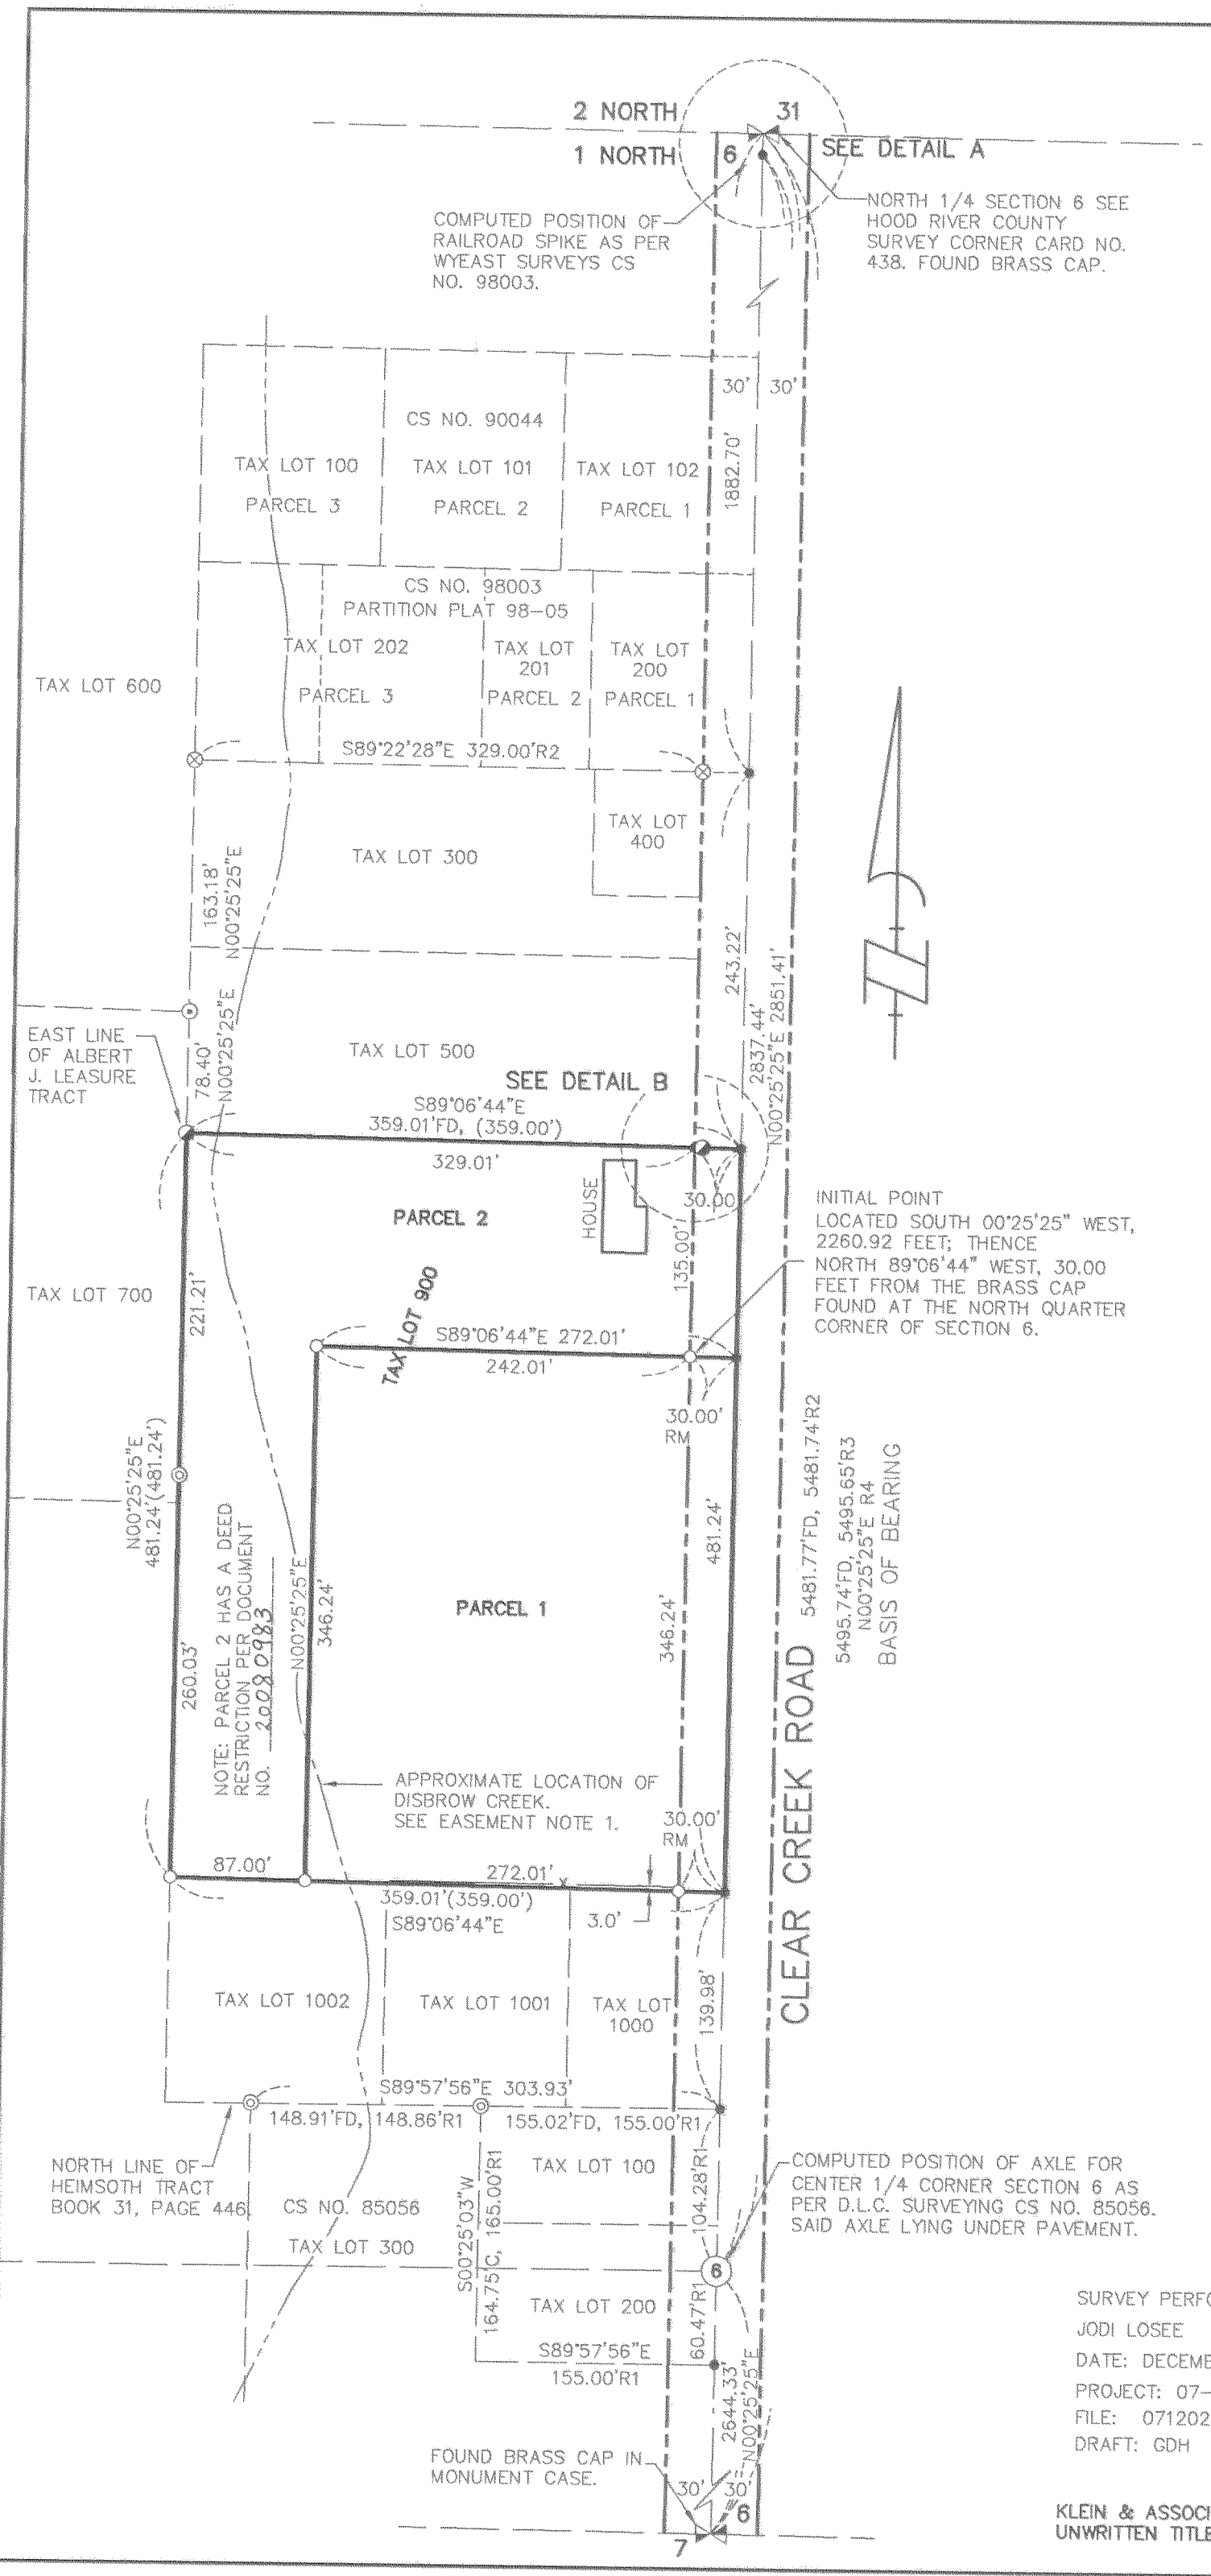 2 NORTH
31
1 NORTH
6
SEE DETAIL A
COMPUTED POSITION OF
RAILROAD SPIKE AS PER
WYEAST SURVEYS CS
NO. 98003.
NORTH 1/4 SECTION 6 SEE
HOOD RIVER COUNTY
SURVEY CORNER CARD NO.
438. FOUND BRASS CAP.
30'
30'
CS NO. 90044
TAX LOT 100
PARCEL 3
TAX LOT 101
PARCEL 2
TAX LOT 102
PARCEL 1
1882.70'
CS NO. 98003
PARTITION PLAT 98-05
TAX LOT 202
PARCEL 3
TAX LOT
201
PARCEL 2
TAX LOT
200
PARCEL 1
TAX LOT 600
S89°22'28"E 329.00'R2
TAX LOT
400
TAX LOT 300
163.18'
N00°25'25"E
243.22'
2837.44'
N00°25'25"E 2851.41'
EAST LINE
OF ALBERT
J. LEASURE
TRACT
78.40'
N00°25'25"E
TAX LOT 500
SEE DETAIL B
S89°06'44"E
359.01'FD, (359.00')
329.01'
HOUSE
30.00
PARCEL 2
135.00'
INITIAL POINT
LOCATED SOUTH 00°25'25" WEST,
2260.92 FEET; THENCE
NORTH 89°06'44" WEST, 30.00
FEET FROM THE BRASS CAP
FOUND AT THE NORTH QUARTER
CORNER OF SECTION 6.
TAX LOT 700
221.21'
TAX LOT 900
S89°06'44"E 272.01'
242.01'
30.00'
RM
N00°25'25"E
481.24'(481.24')
5481.77'FD, 5481.74'R2
5495.74'FD, 5495.65'R3
N00°25'25"E R4
BASIS OF BEARING
481.24'
NOTE: PARCEL 2 HAS A DEED
RESTRICTION PER DOCUMENT
NO. 20080983
N00°25'25"E
346.24'
PARCEL 1
346.24'
260.03'
CLEAR CREEK ROAD
APPROXIMATE LOCATION OF
DISBROW CREEK.
SEE EASEMENT NOTE 1.
30.00'
RM
87.00'
272.01'
x
359.01'(359.00')
S89°06'44"E
3.0'
TAX LOT 1002
TAX LOT 1001
TAX LOT
1000
139.98'
S89°57'56"E 303.93'
148.91'FD, 148.86'R1
155.02'FD, 155.00'R1
NORTH LINE OF
HEIMSOTH TRACT
BOOK 31, PAGE 446
CS NO. 85056
TAX LOT 300
S00°25'03"W
164.75'C, 165.00'R1
TAX LOT 100
104.28'R1
COMPUTED POSITION OF AXLE FOR
CENTER 1/4 CORNER SECTION 6 AS
PER D.L.C. SURVEYING CS NO. 85056.
SAID AXLE LYING UNDER PAVEMENT.
6
TAX LOT 200
60.47'R1
S89°57'56"E
155.00'R1
2644.33'
N00°25'25"E
SURVEY PERFO
JODI LOSEE
DATE: DECEME
PROJECT: 07-
FILE: 071202
DRAFT: GDH
FOUND BRASS CAP IN
MONUMENT CASE.
30'
30'
6
7
KLEIN & ASSOCI
UNWRITTEN TITLE